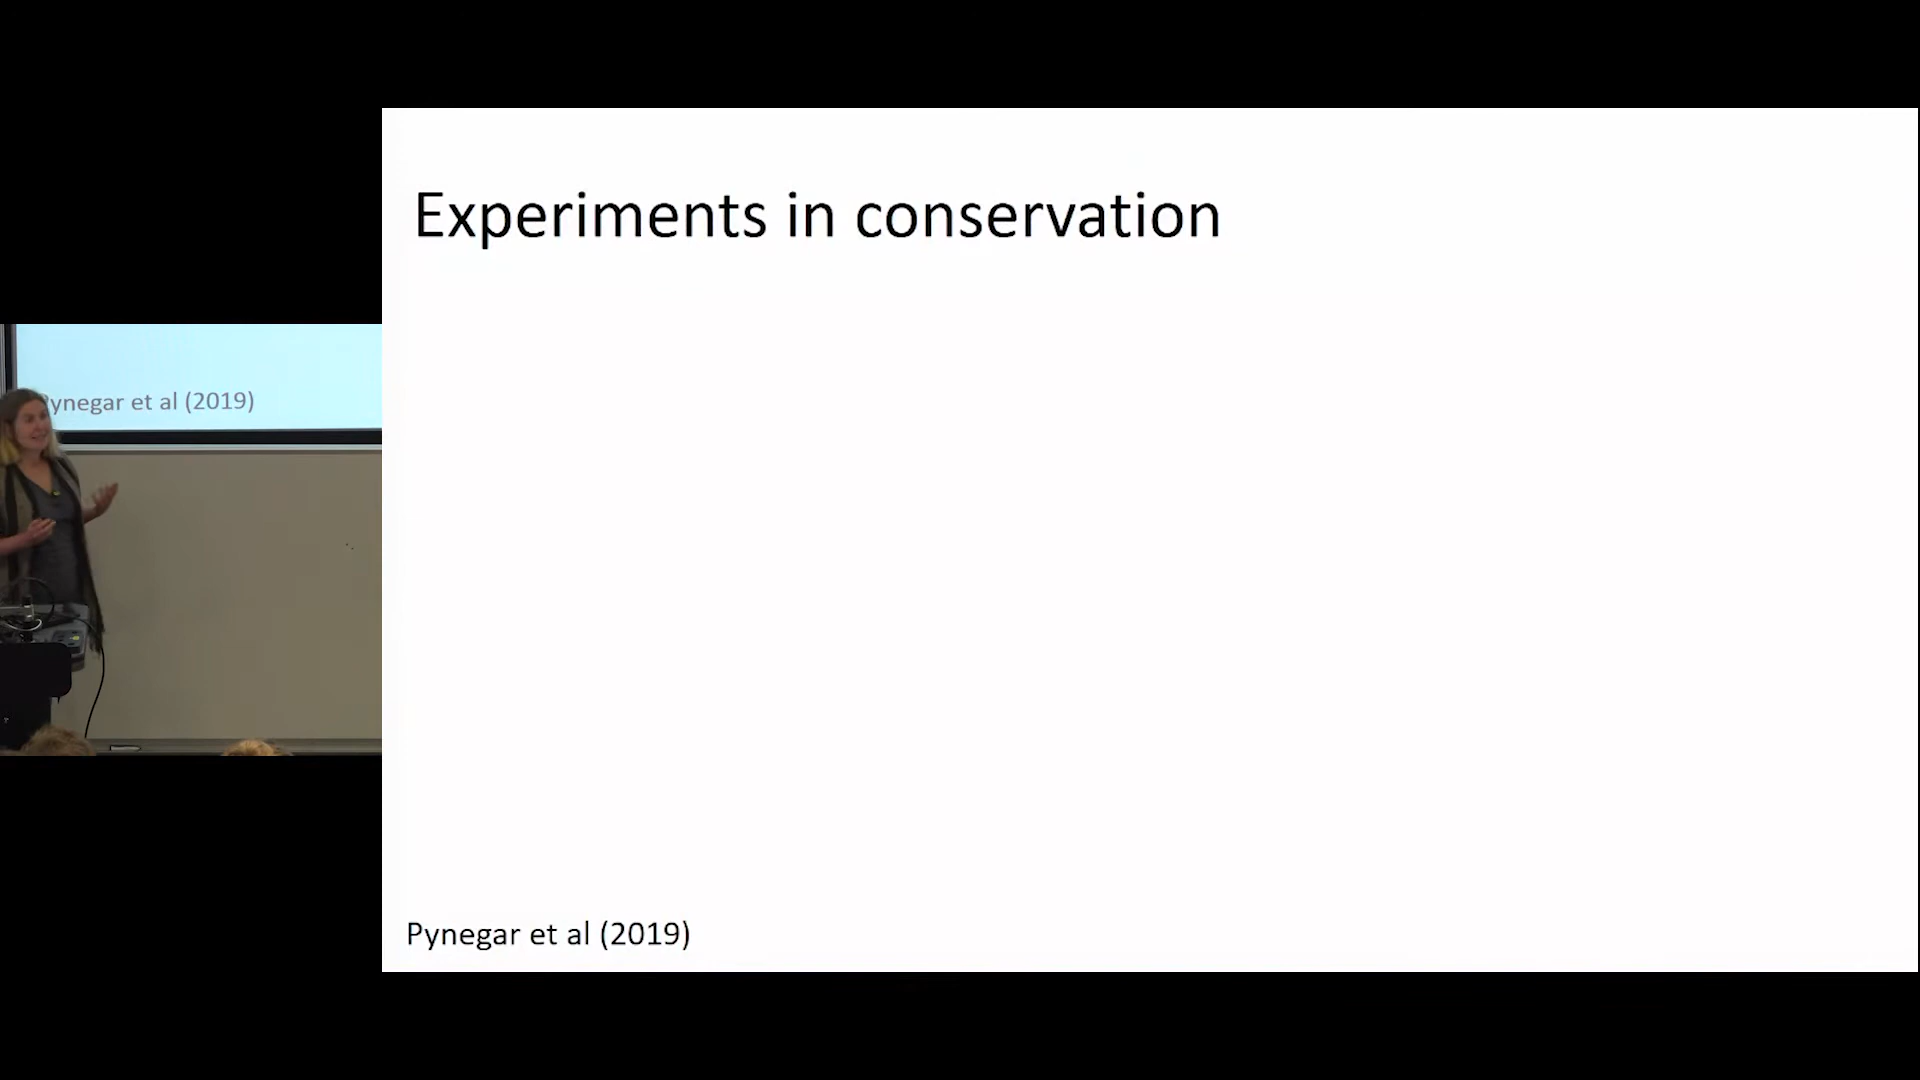 Experiments in conservation
Pynegar et al (2019)
ynegar et al (2019)